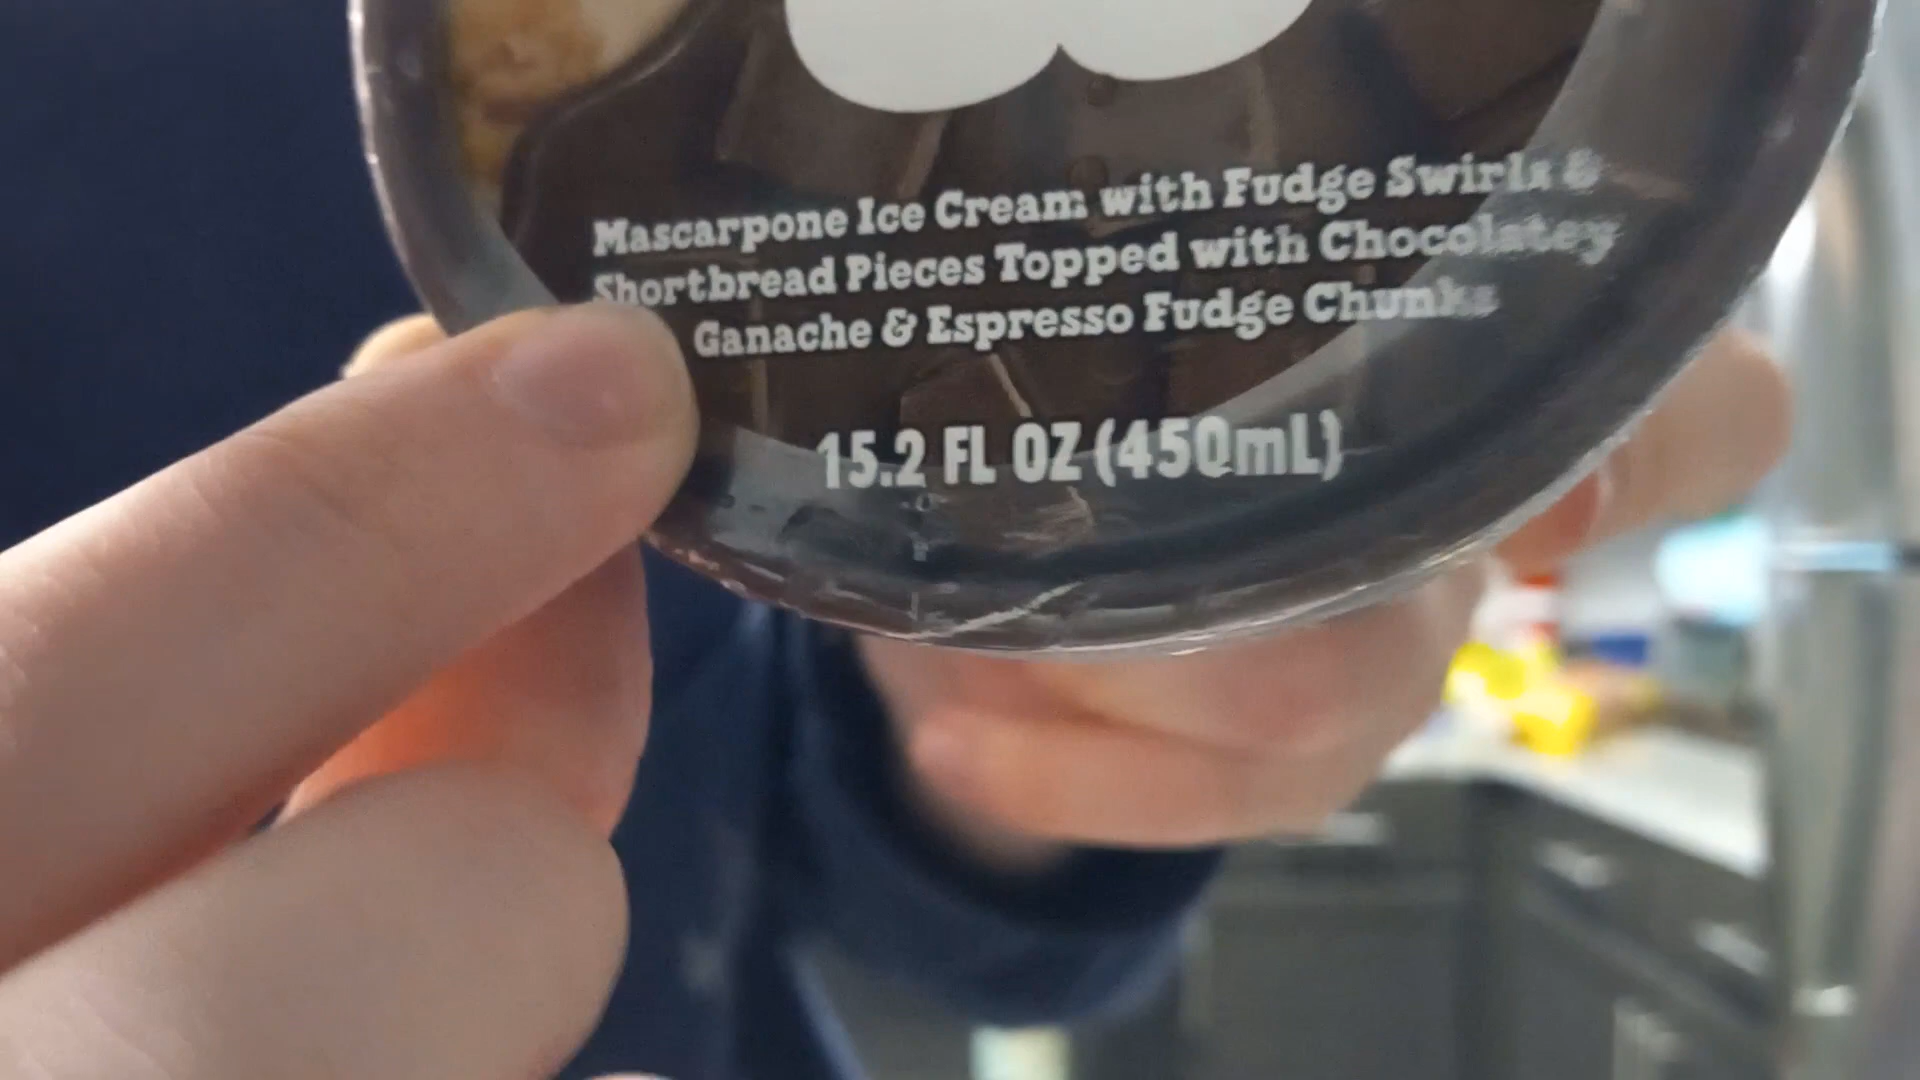 Mascarpone Ice Cream with Fudge Swirls &
Shortbread Pieces Topped with Chocolatey
Ganache & Espresso Fudge Chunks
15.2 FL OZ (450mL)